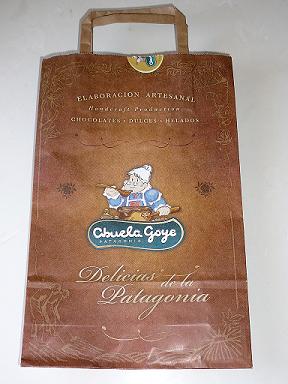 ELABORACION ARTESANAL
Handcraft Production
CHOCOLATES • DULCES • HELADOS
Abuela Goye
PATAGONIA
Delicias de la
Patagonia